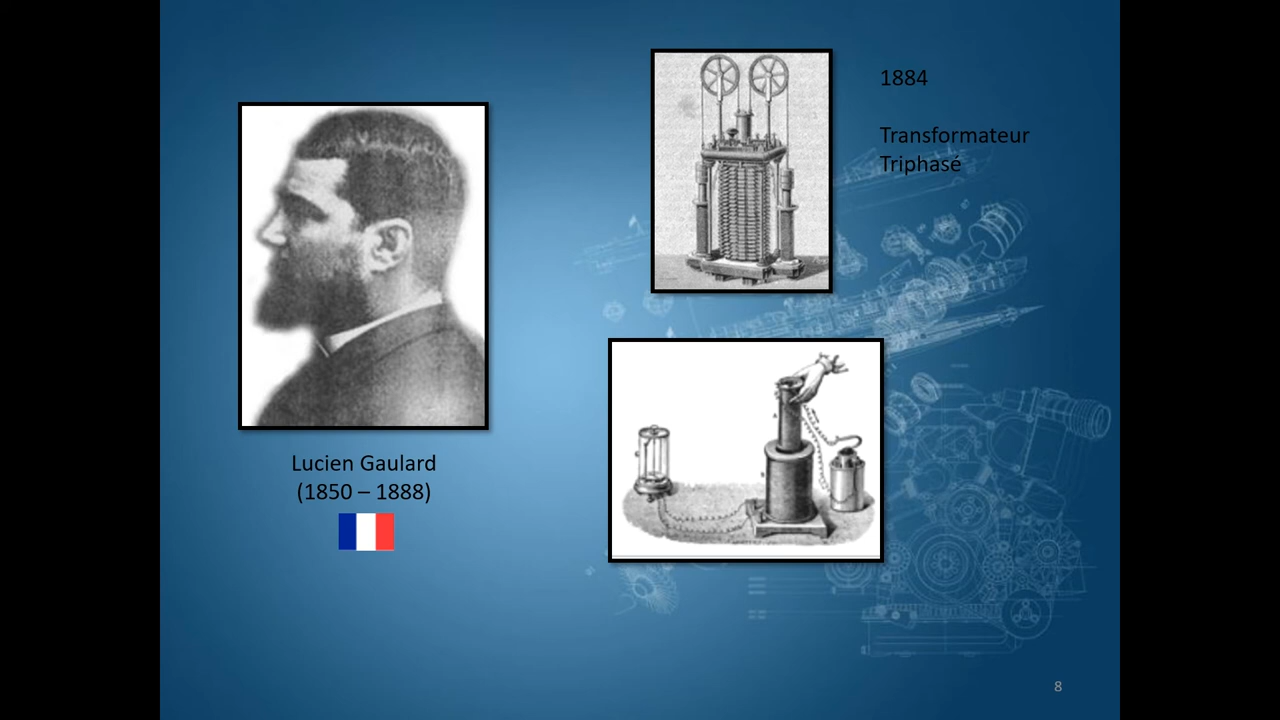 Lucien Gaulard
(1850 – 1888)
1884
Transformateur
Triphasé
8